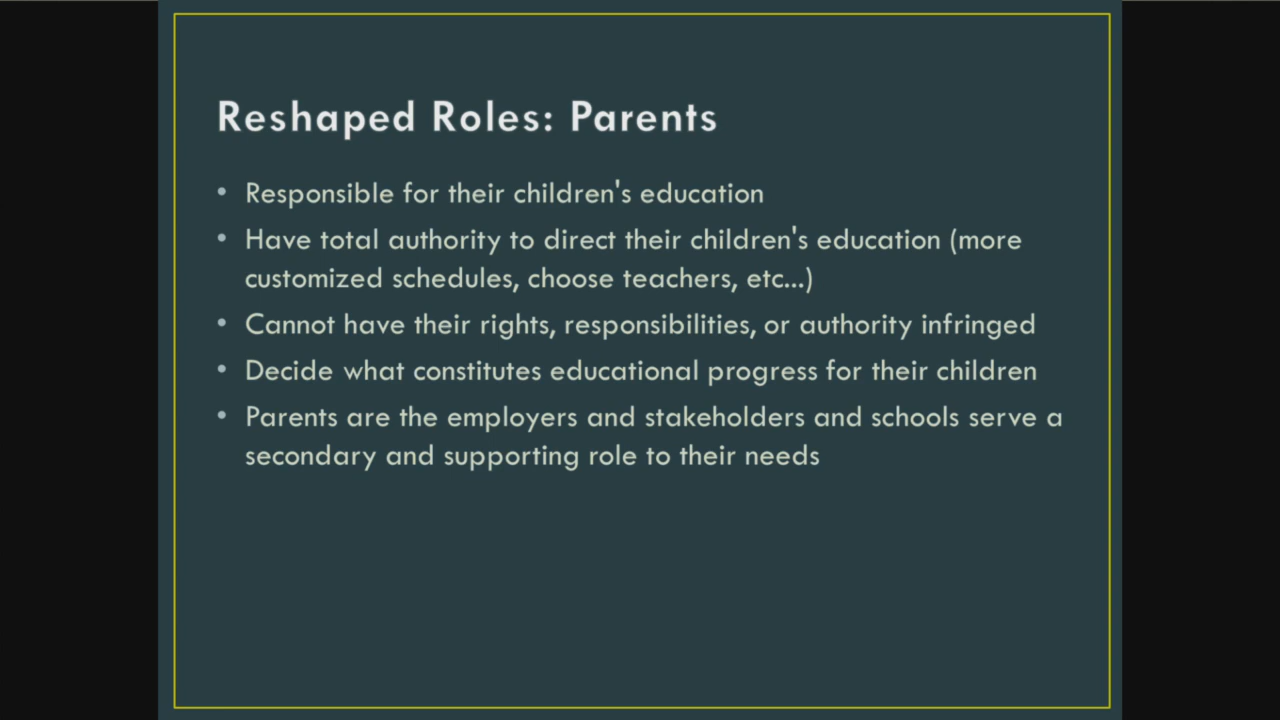 Reshaped Roles: Parents
• Responsible for their children's education
• Have total authority to direct their children's education (more
customized schedules, choose teachers, etc...)
• Cannot have their rights, responsibilities, or authority infringed
• Decide what constitutes educational progress for their children
• Parents are the employers and stakeholders and schools serve a
secondary and supporting role to their needs